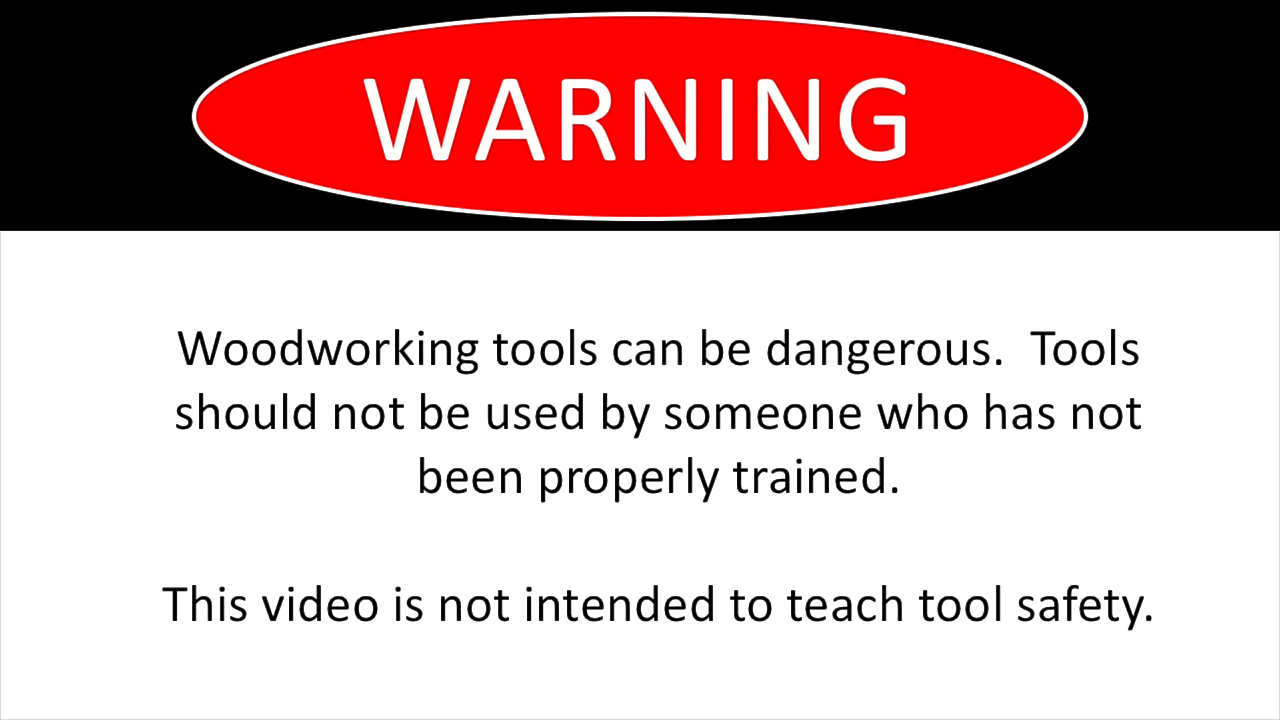 WARNING
Woodworking tools can be dangerous.  Tools
should not be used by someone who has not
been properly trained.
This video is not intended to teach tool safety.